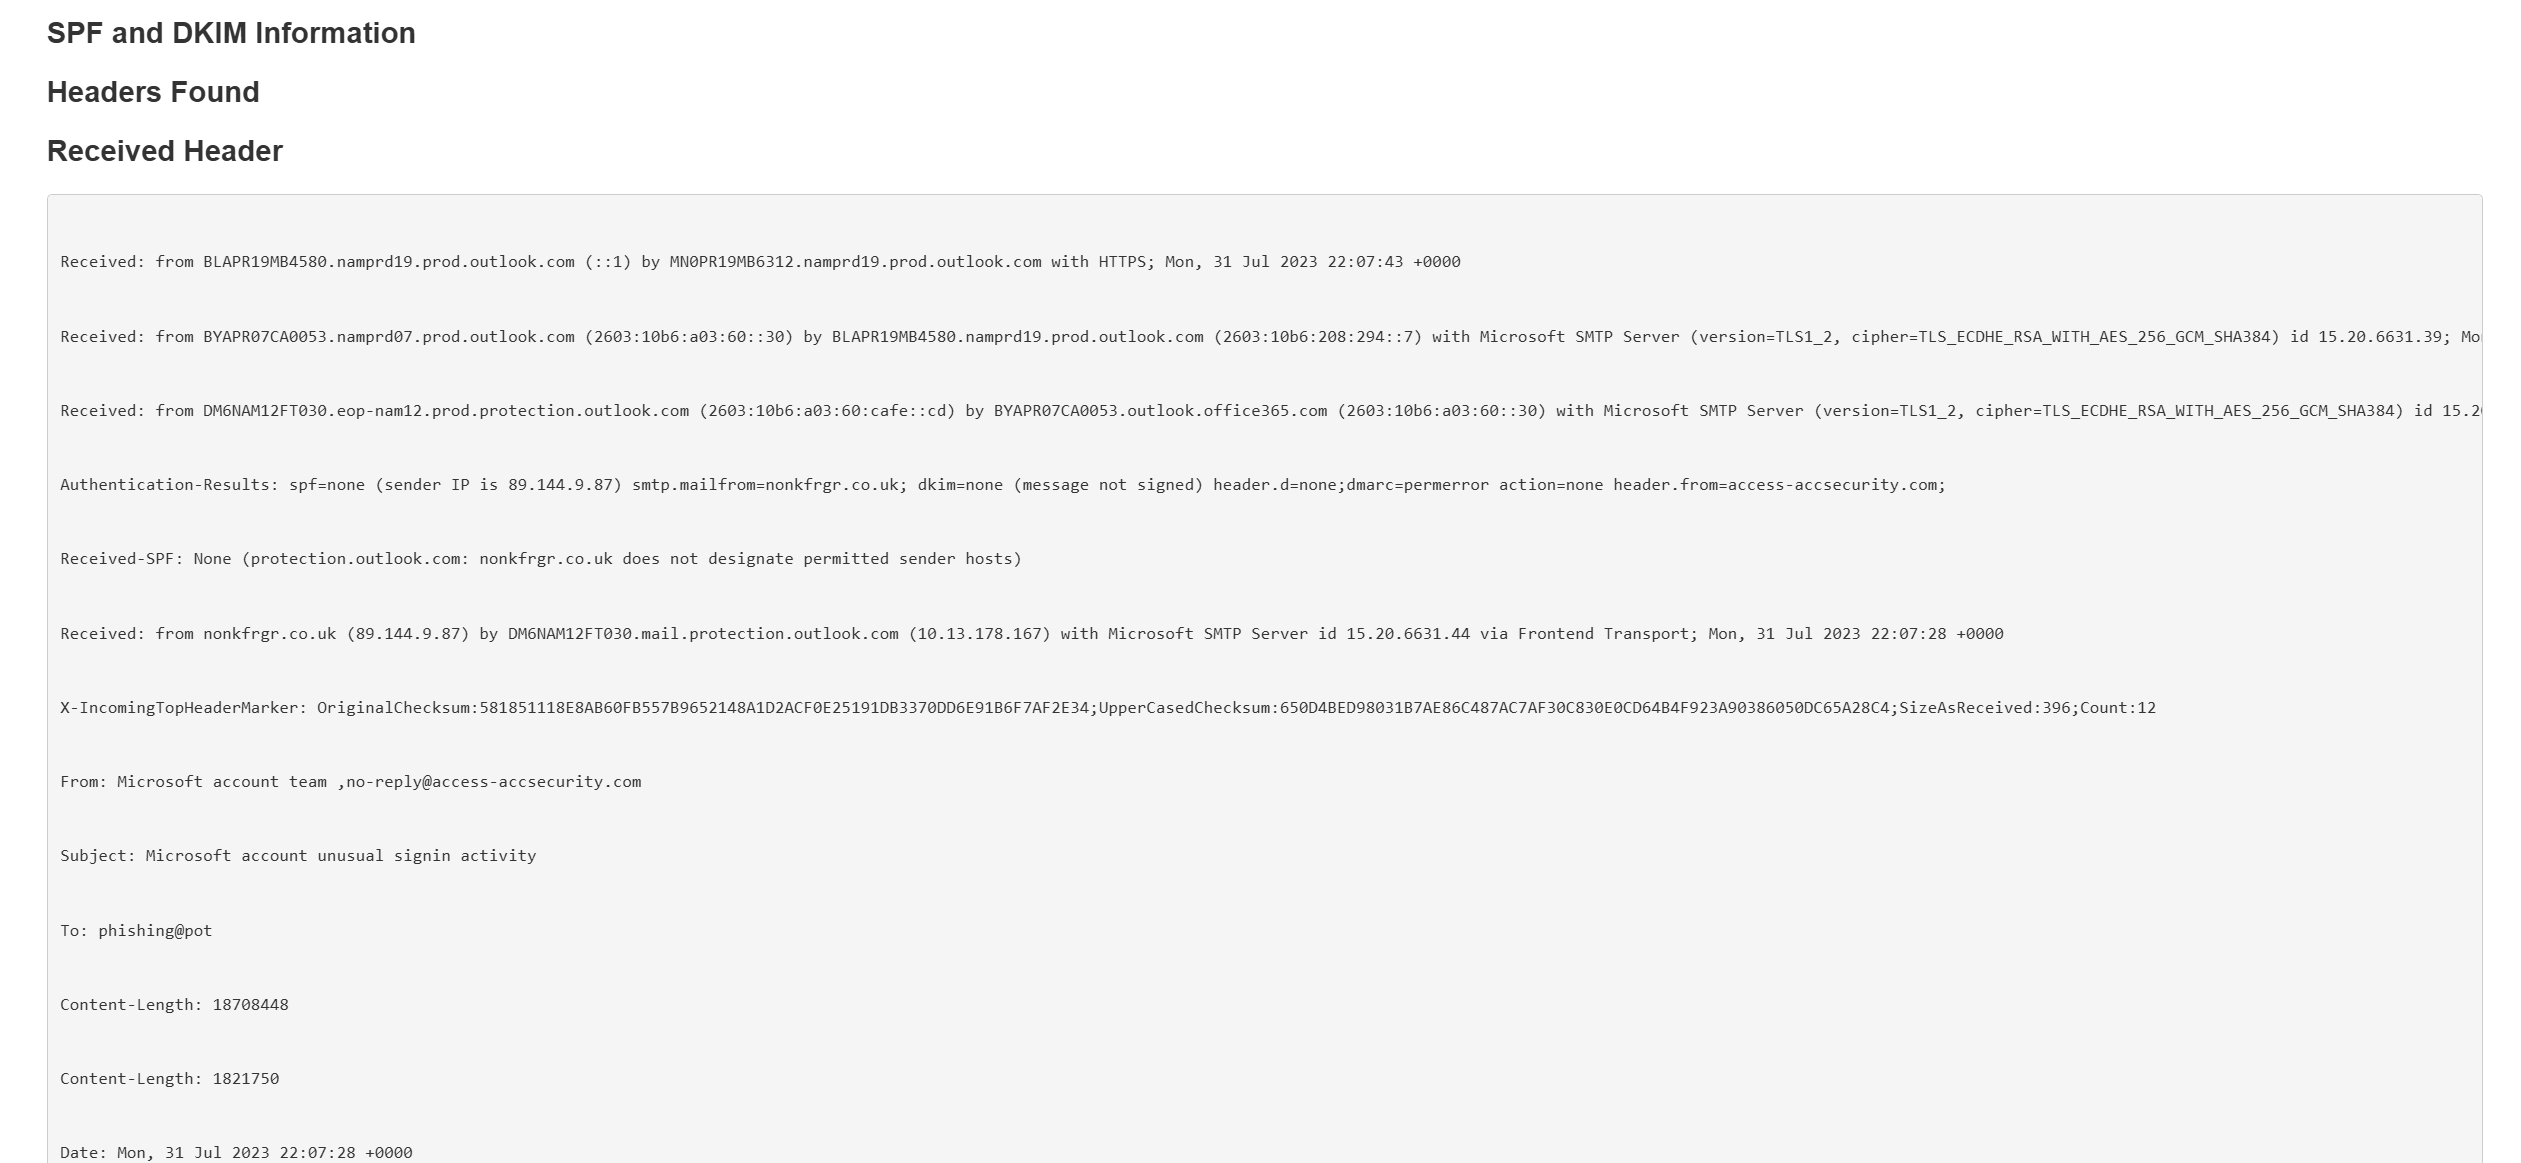 SPF and DKIM Information
Headers Found
Received Header
Received: from BLAPR19MB4580.namprd19.prod.outlook.com (::1) by MN0PR19MB6312.namprd19.prod.outlook.com with HTTPS; Mon, 31 Jul 2023 22:07:43 +0000
Received: from BYAPR07CA0053.namprd07.prod.outlook.com (2603:10b6:a03:60::30) by BLAPR19MB4580.namprd19.prod.outlook.com (2603:10b6:208:294::7) with Microsoft SMTP Server (version=TLS1_2, cipher=TLS_ECDHE_RSA_WITH_AES_256_GCM_SHA384) id 15.20.6631.39; Mo
Received: from DM6NAM12FT030.eop-nam12.prod.protection.outlook.com (2603:10b6:a03:60:cafe::cd) by BYAPR07CA0053.outlook.office365.com (2603:10b6:a03:60::30) with Microsoft SMTP Server (version=TLS1_2, cipher=TLS_ECDHE_RSA_WITH_AES_256_GCM_SHA384) id 15.2
Authentication-Results: spf=none (sender IP is 89.144.9.87) smtp.mailfrom=nonkfrgr.co.uk; dkim=none (message not signed) header.d=none;dmarc=permerror action=none header.from=access-accsecurity.com;
Received-SPF: None (protection.outlook.com: nonkfrgr.co.uk does not designate permitted sender hosts)
Received: from nonkfrgr.co.uk (89.144.9.87) by DM6NAM12FT030.mail.protection.outlook.com (10.13.178.167) with Microsoft SMTP Server id 15.20.6631.44 via Frontend Transport; Mon, 31 Jul 2023 22:07:28 +0000
X-IncomingTopHeaderMarker: OriginalChecksum:581851118E8AB60FB557B9652148A1D2ACF0E25191DB3370DD6E91B6F7AF2E34;UpperCasedChecksum:650D4BED98031B7AE86C487AC7AF30C830E0CD64B4F923A90386050DC65A28C4;SizeAsReceived:396;Count:12
From: Microsoft account team ,no-reply@access-accsecurity.com
Subject: Microsoft account unusual signin activity
To: phishing@pot
Content-Length: 18708448
Content-Length: 1821750
Date: Mon, 31 Jul 2023 22:07:28 +0000